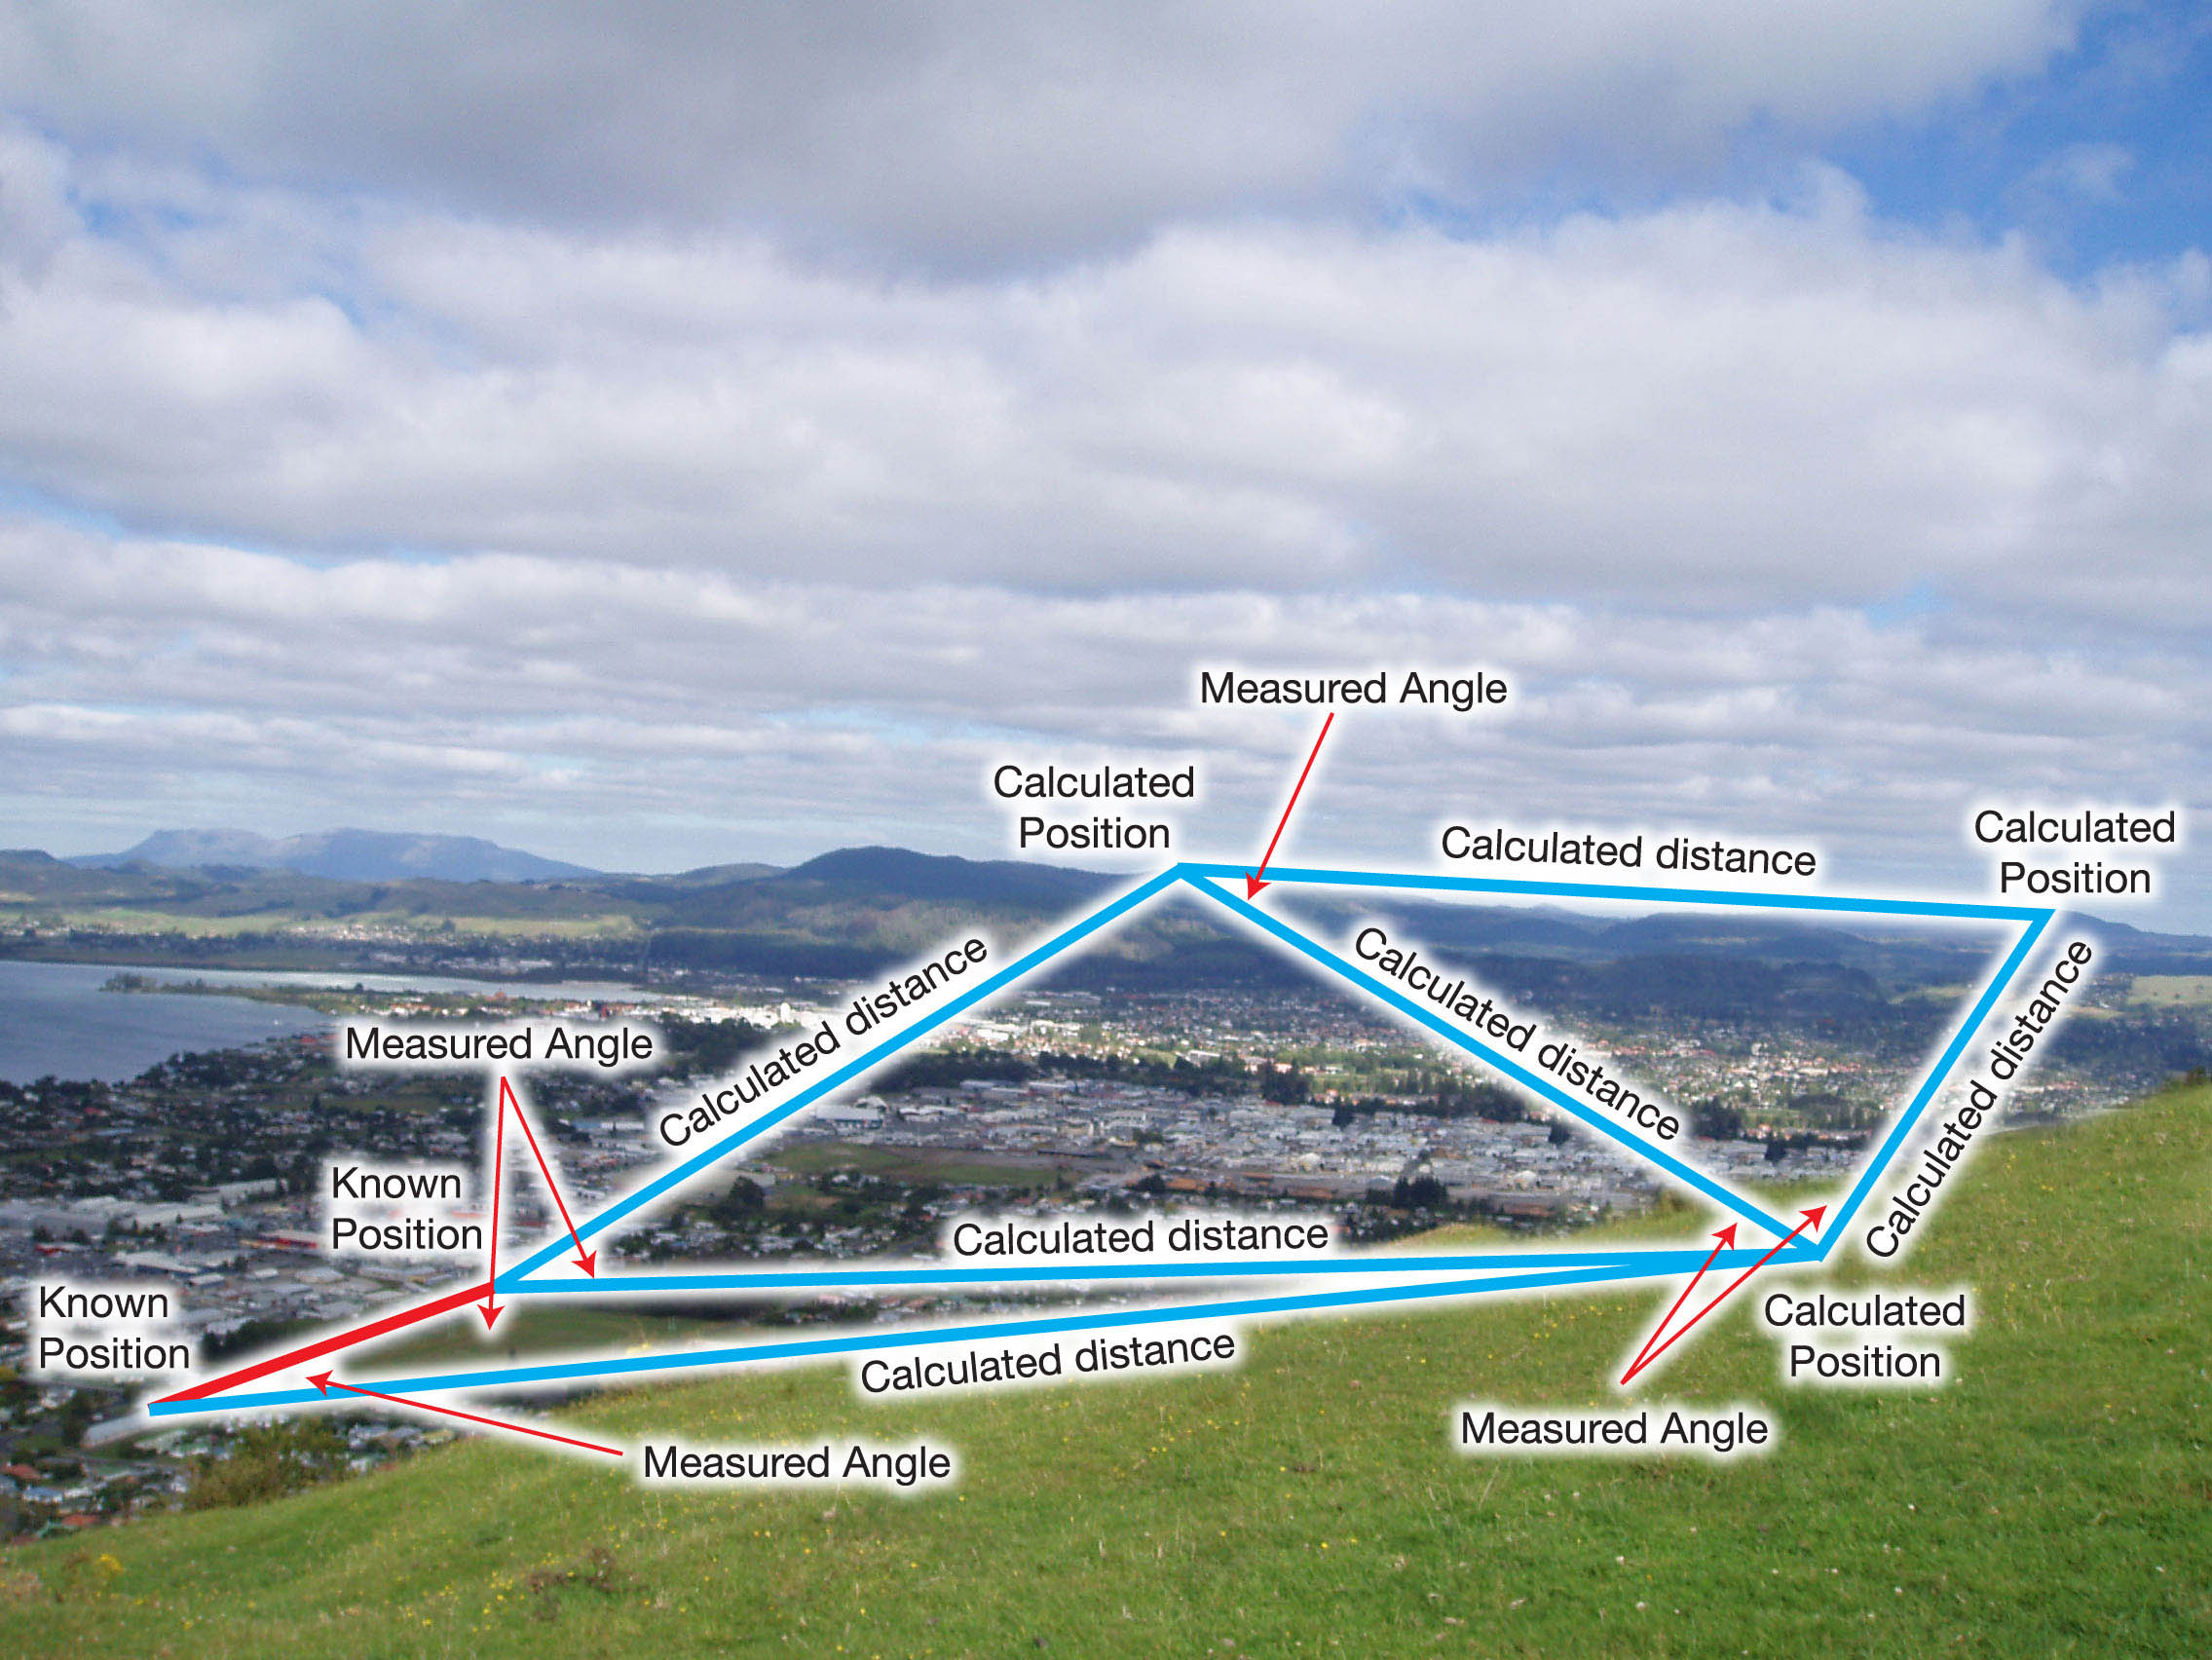 Measured Angle
Calculated
Position
Calculated distance
Calculated
Position
Calculated distance
Calculated distance
Calculated distance
Measured Angle
Known
Position
Calculated distance
Known
Position
Calculated distance
Calculated
Position
Measured Angle
Measured Angle